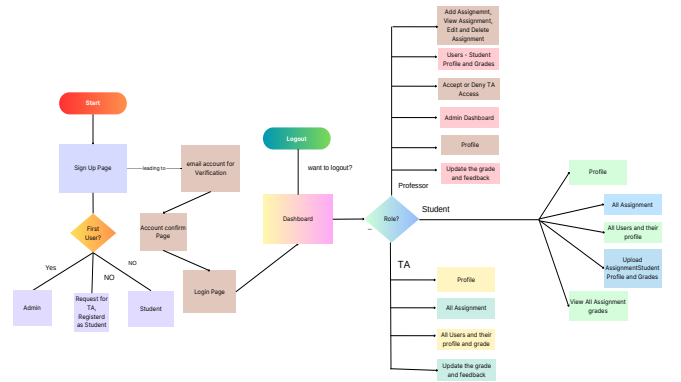 Start
Sign Up Page
leading to
email account for
Verification
Account confirm
Page
Login Page
First
User?
Yes
NO
NO
Admin
Request for
TA,
Registerd
as Student
Student
Logout
want to logout?
Dashboard
Role?
Professor
Student
TA
Add Assignemnt,
View Assignment,
Edit and Delete
Assignment
Users - Student
Profile and Grades
Accept or Deny TA
Access
Admin Dashboard
Profile
Update the grade
and feedback
Profile
All Assignment
All Users and their
profile
Upload
AssignmentStudent
Profile and Grades
View All Assignment
grades
Profile
All Assignment
All Users and their
profile and grade
Update the grade
and feedback